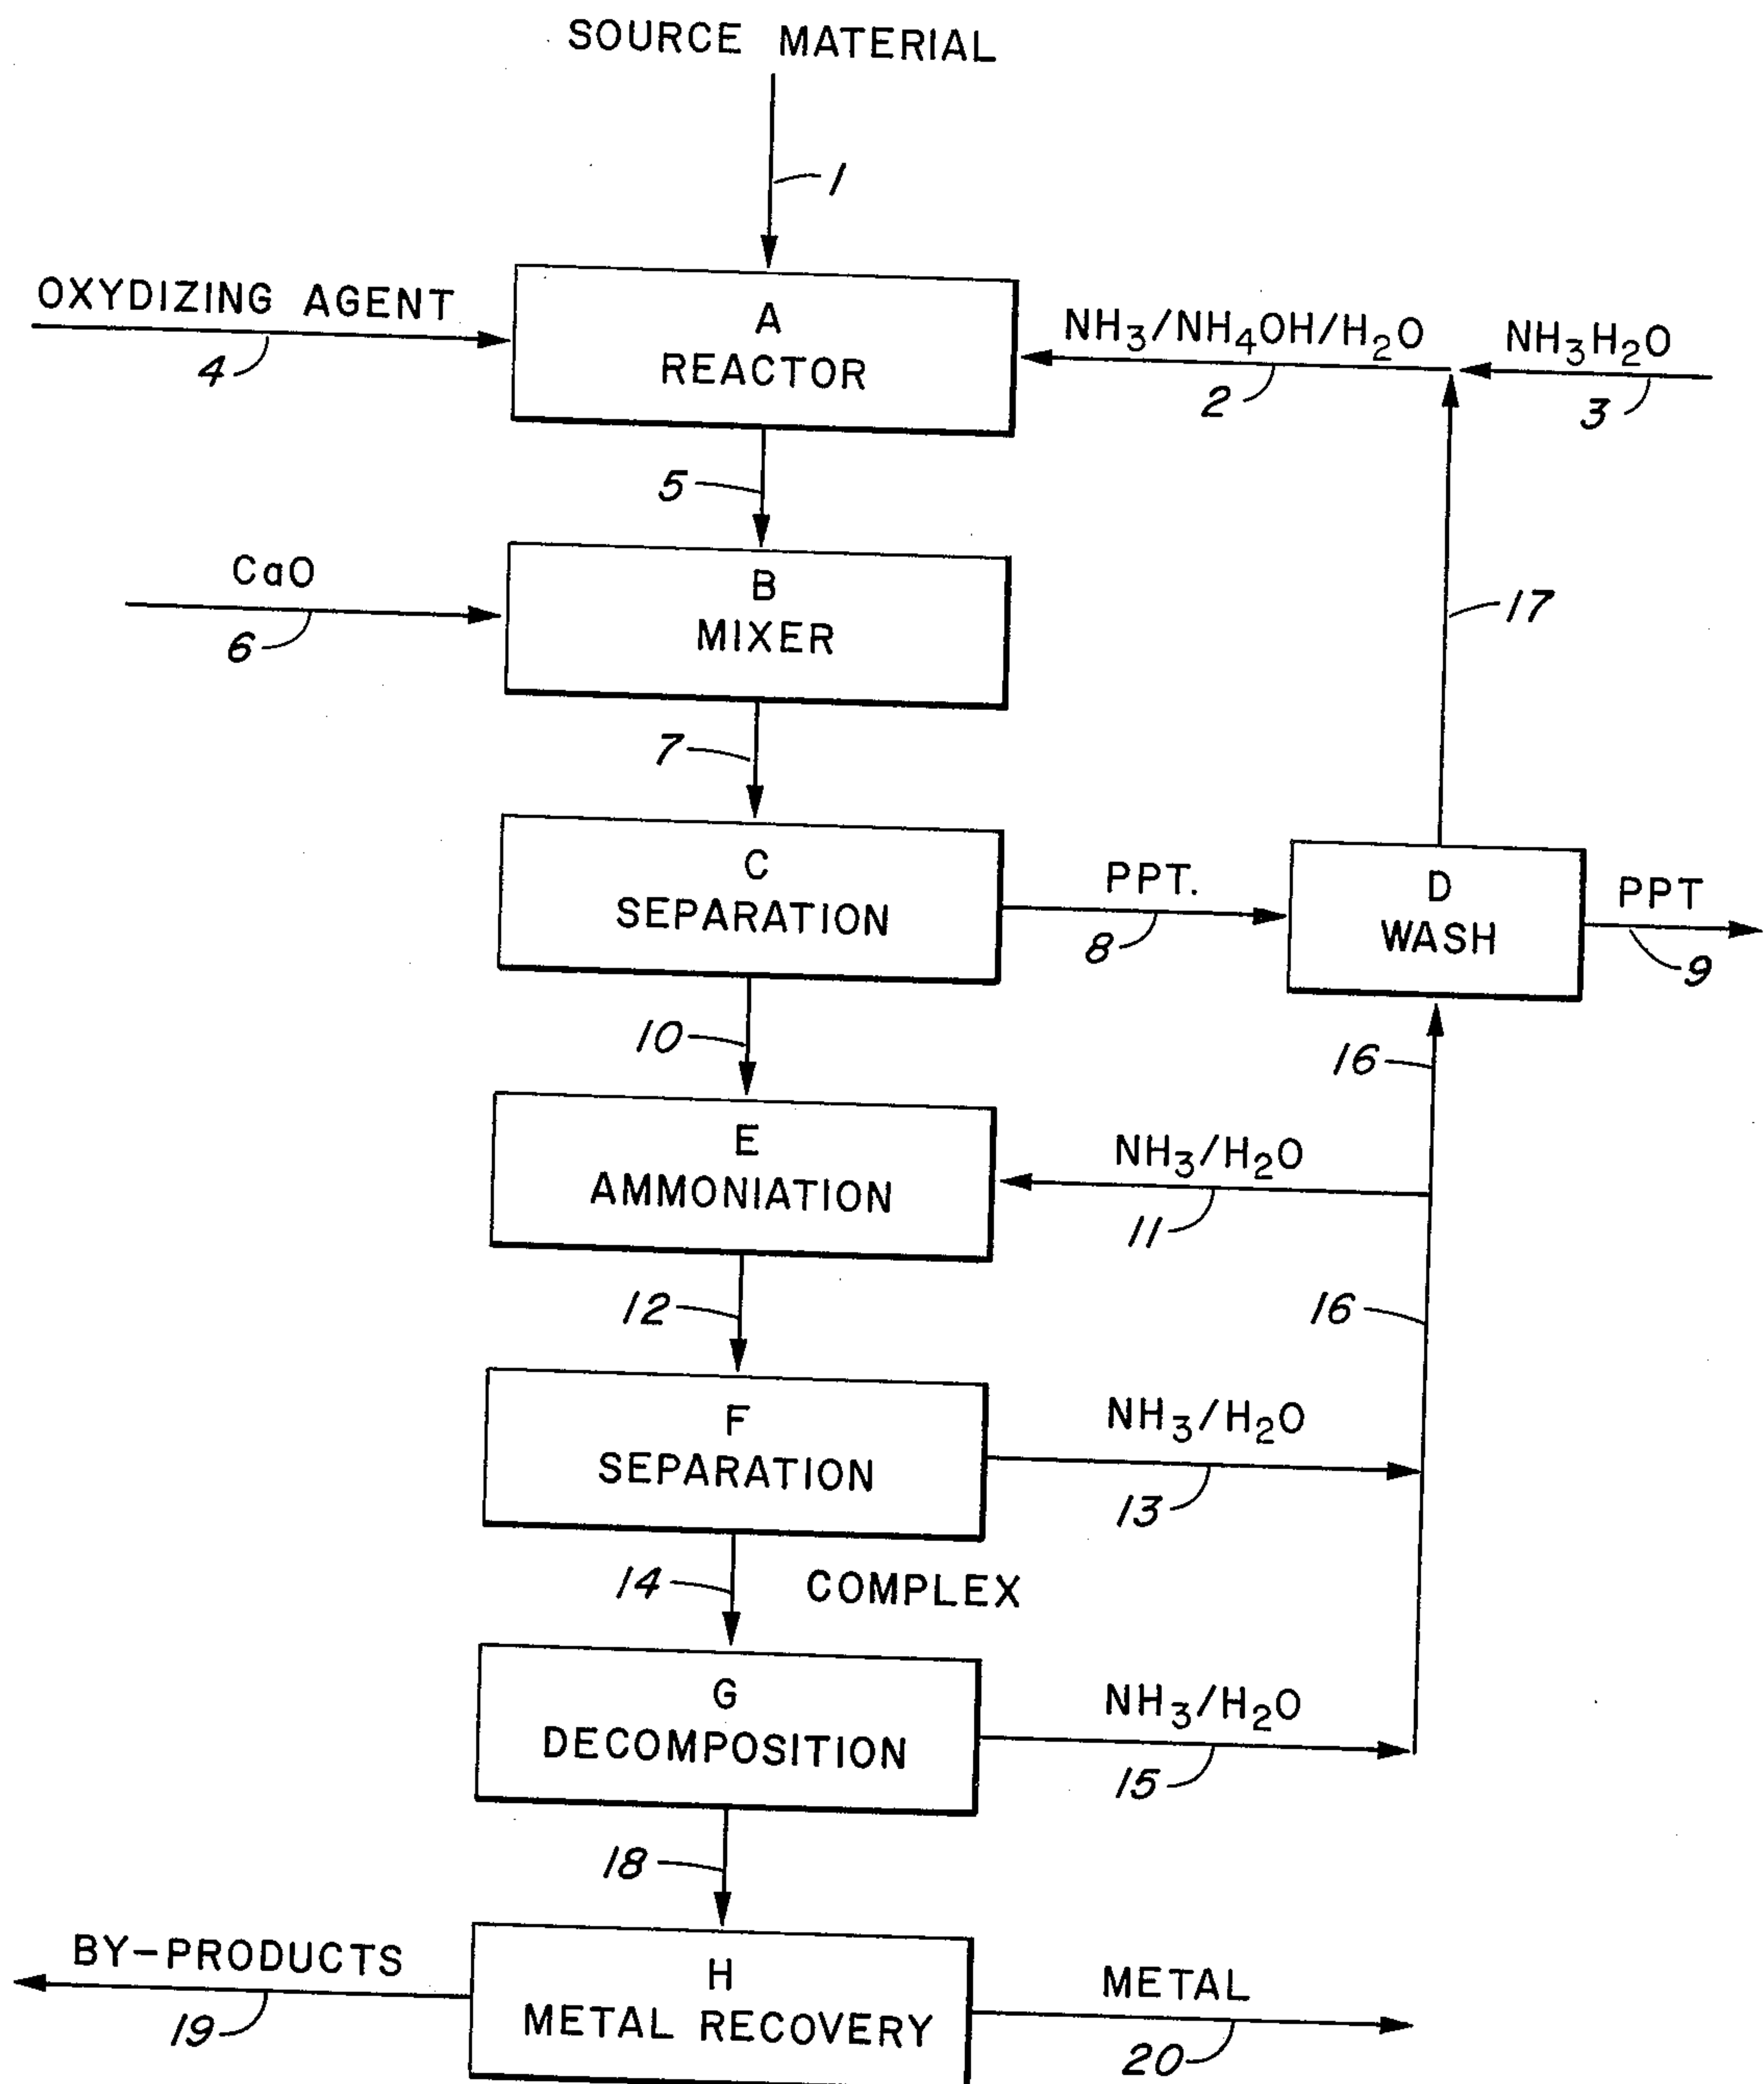 SOURCE MATERIAL
1
OXYDIZING AGENT
4
A
REACTOR
NH₃/NH₄OH/H₂O
2
NH₃H₂O
3
5
CaO
6
B
MIXER
17
7
C
SEPARATION
PPT.
8
D
WASH
PPT
9
10
16
E
AMMONIATION
NH₃/H₂O
11
12
16
F
SEPARATION
NH₃/H₂O
13
14
COMPLEX
G
DECOMPOSITION
NH₃/H₂O
15
18
BY-PRODUCTS
19
H
METAL RECOVERY
METAL
20